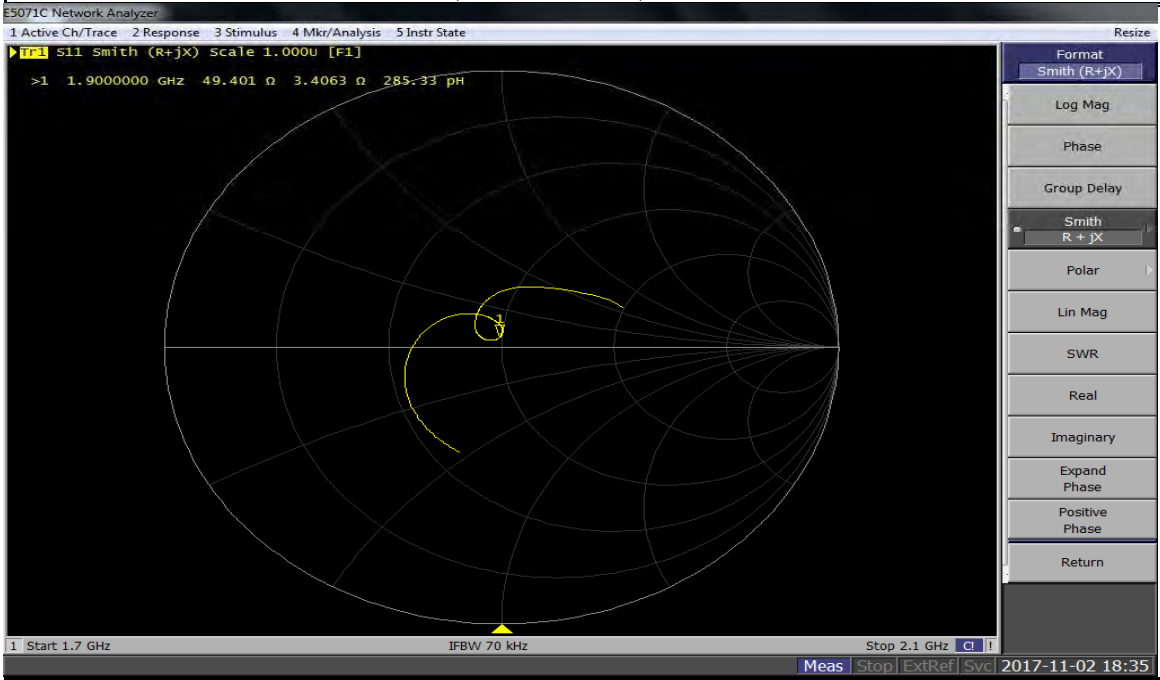 E5071C Network Analyzer
1 Active Ch/Trace 2 Response 3 Stimulus 4 Mkr/Analysis 5 Instr State Resize
Tr1 S11 Smith (R+jX) Scale 1.000U [F1]
>1 1.9000000 GHz 49.401 Ω 3.4063 Ω 285.33 pH
1
Format
Smith (R+jX)
Log Mag
Phase
Group Delay
Smith
R + jX
Polar
Lin Mag
SWR
Real
Imaginary
Expand
Phase
Positive
Phase
Return
1 Start 1.7 GHz IFBW 70 kHz Stop 2.1 GHz C! !
Meas Stop ExtRef Svc 2017-11-02 18:35